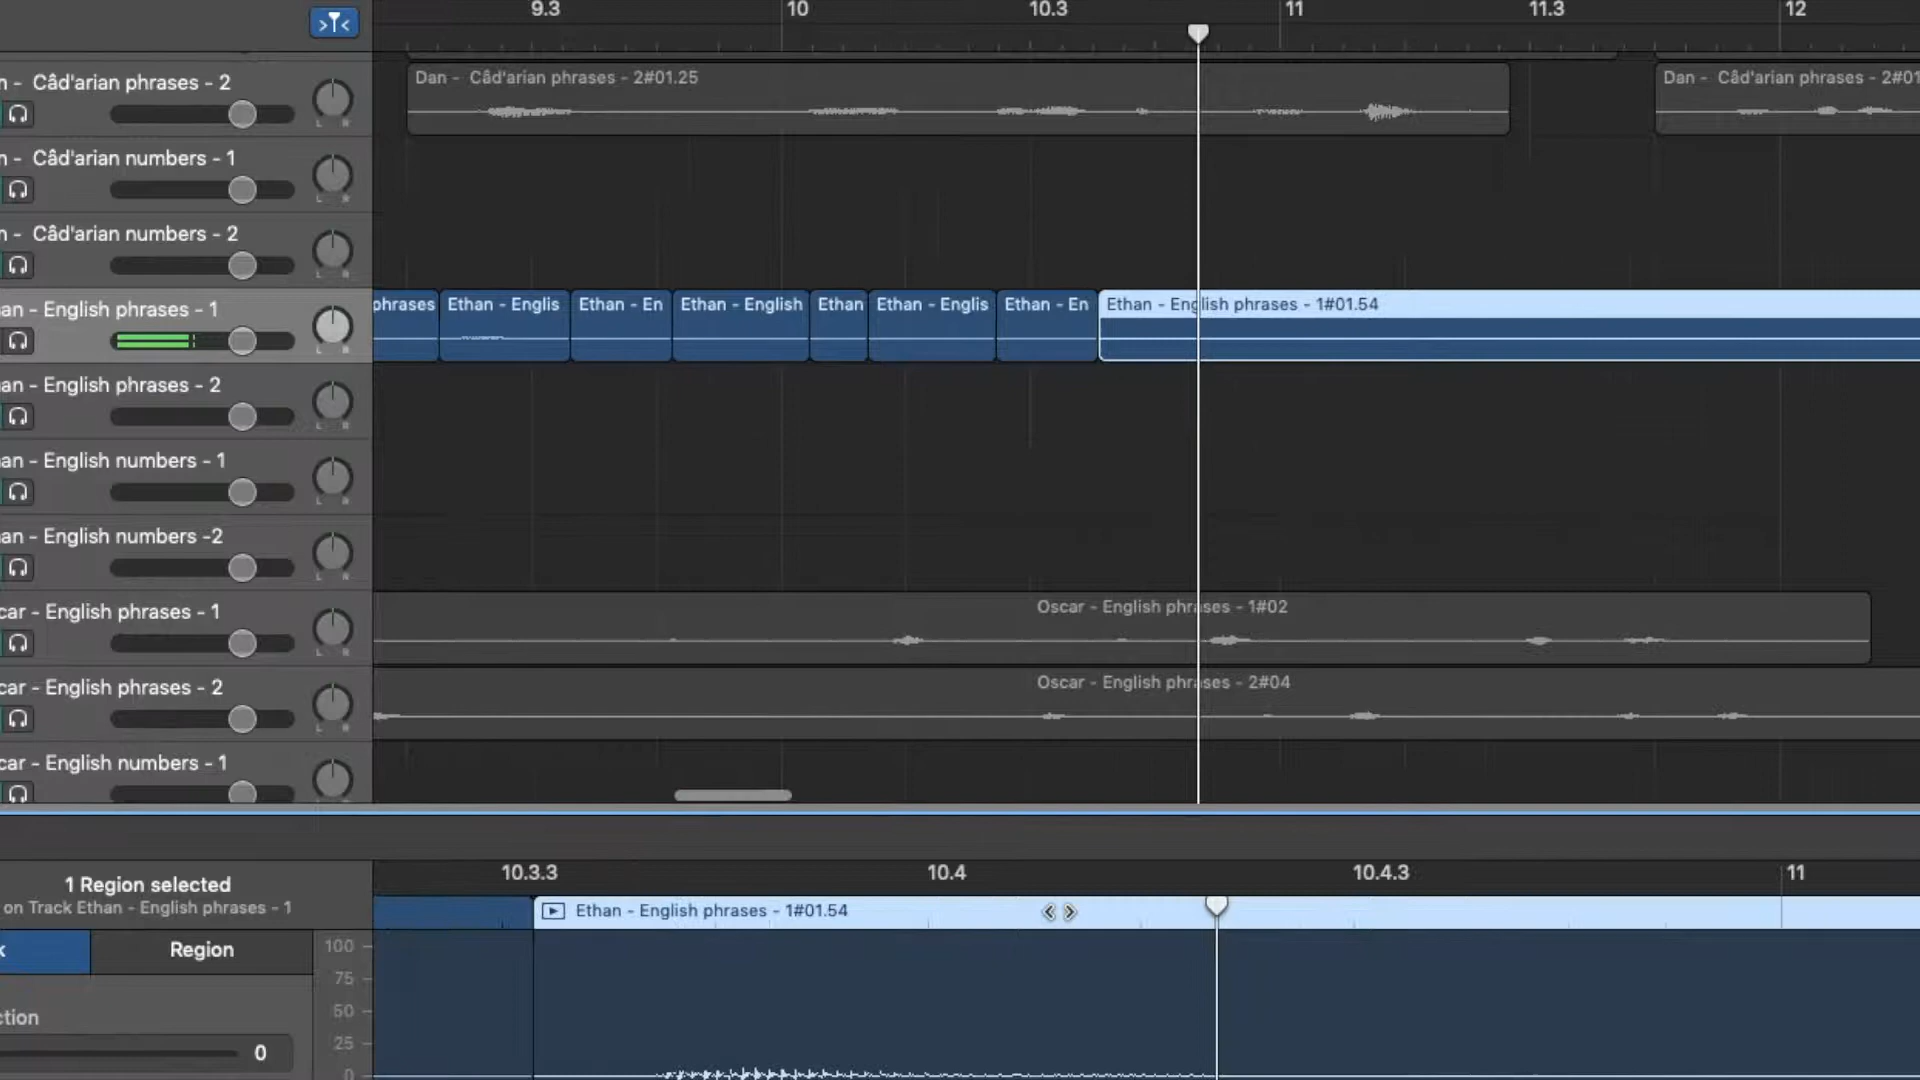 9.3 10 10.3 11 11.3 12
n - Câd'arian phrases - 2
Dan - Câd'arian phrases - 2#01.25
Dan - Câd'arian phrases - 2#01
n - Câd'arian numbers - 1
n - Câd'arian numbers - 2
an - English phrases - 1
phrases
Ethan - Englis
Ethan - En
Ethan - English
Ethan
Ethan - Englis
Ethan - En
Ethan - English phrases - 1#01.54
an - English phrases - 2
an - English numbers - 1
an - English numbers -2
car - English phrases - 1
Oscar - English phrases - 1#02
car - English phrases - 2
Oscar - English phrases - 2#04
car - English numbers - 1
10.3.3 10.4 10.4.3 11
1 Region selected
on Track Ethan - English phrases - 1
Ethan - English phrases - 1#01.54
k
Region
100
75
50
25
0
ction
0